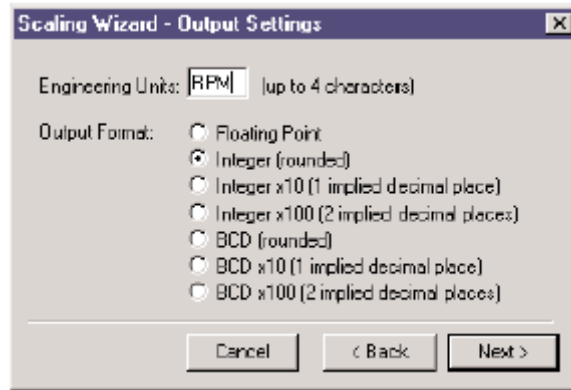 Scaling Wizard - Output Settings
Engineering Units: RPM (up to 4 characters)
Output Format: Floating Point
Integer (rounded)
Integer x10 (1 implied decimal place)
Integer x100 (2 implied decimal places)
BCD (rounded)
BCD x10 (1 implied decimal place)
BCD x100 (2 implied decimal places)
Cancel < Back Next >